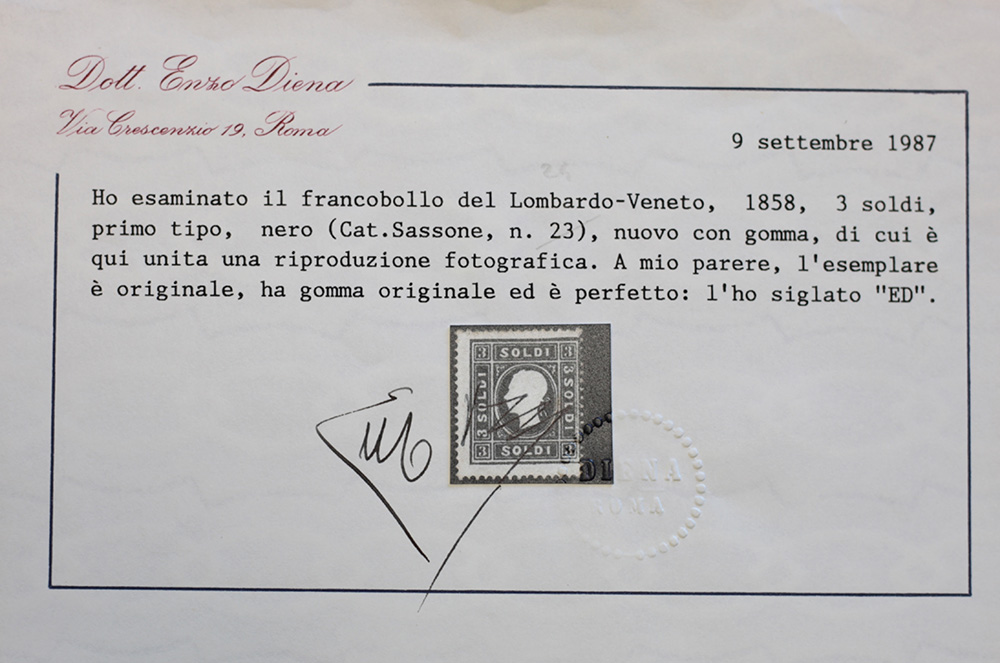 Dott. Enzo Diena
Via Crescenzio 19, Roma
9 settembre 1987
Ho esaminato il francobollo del Lombardo-Veneto, 1858, 3 soldi,
primo tipo, nero (Cat.Sassone, n. 23), nuovo con gomma, di cui è
qui unita una riproduzione fotografica. A mio parere, l'esemplare
è originale, ha gomma originale ed è perfetto: l'ho siglato "ED".
3 SOLDI 3
3 SOLDI
3 SOLDI
3 SOLDI 3